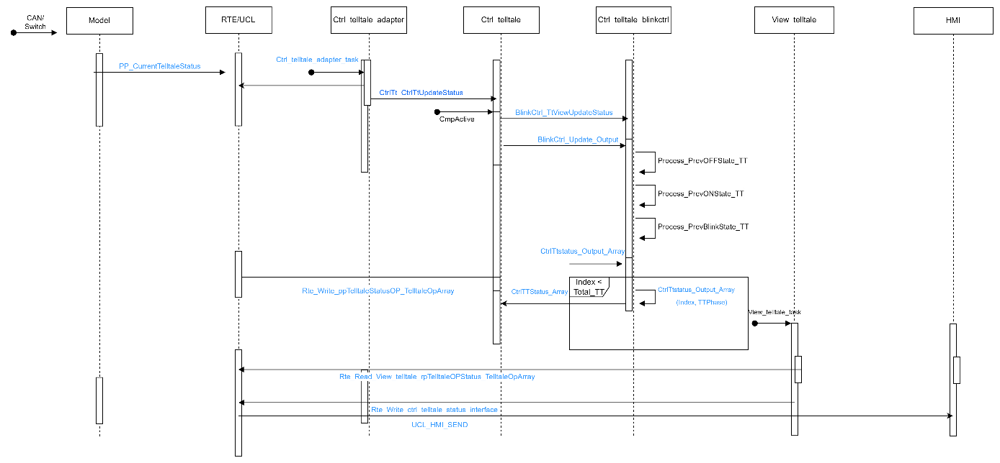 CAN/
Switch
Model
RTE/UCL
Ctrl_telltale_adapter
Ctrl_telltale
Ctrl_telltale_blinkctrl
View_telltale
HMI
PP_CurrentTelltaleStatus
Ctrl_telltale_adapter_task
CtrlTt_CtrlTtUpdateStatus
CmpActive
BlinkCtrl_TtViewUpdateStatus
BlinkCtrl_Update_Output
Process_PrevOFFState_TT
Process_PrevONState_TT
Process_PrevBlinkState_TT
CtrlTtstatus_Output_Array
Index <
Total_TT
Rte_Write_ppTelltaleStatusOP_TelltaleOpArray
CtrlTTStatus_Array
CtrlTtstatus_Output_Array
(Index, TTPhase)
View_telltale_task
Rte_Read_View_telltale_rpTelltaleOPStatus_TelltaleOpArray
Rte_Write_ctrl_telltale_status_interface
UCL_HMI_SEND